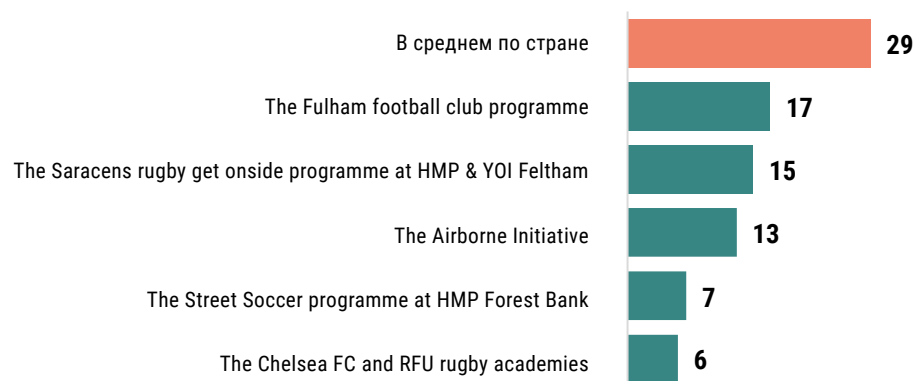 В среднем по стране 29
The Fulham football club programme 17
The Saracens rugby get onside programme at HMP & YOI Feltham 15
The Airborne Initiative 13
The Street Soccer programme at HMP Forest Bank 7
The Chelsea FC and RFU rugby academies 6